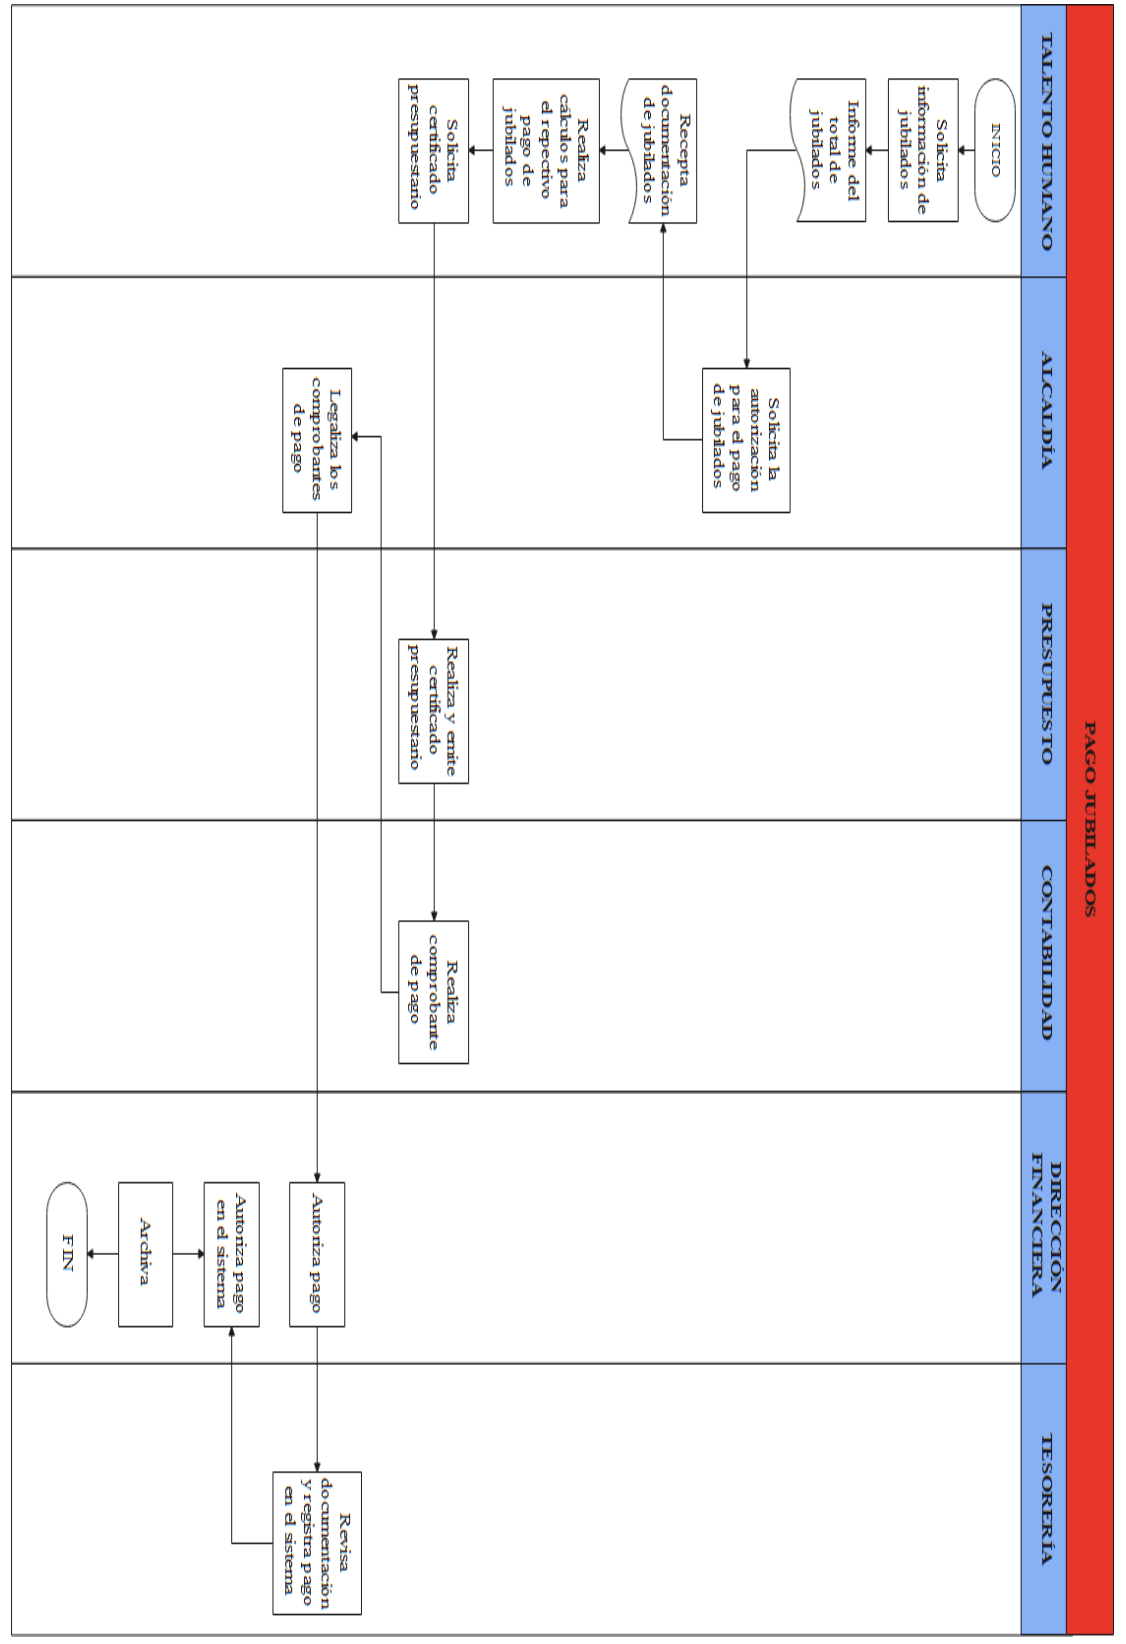 PAGO JUBILADOS
TALENTO HUMANO
ALCALDÍA
PRESUPUESTO
CONTABILIDAD
DIRECCIÓN
FINANCIERA
TESORERÍA
INICIO
Solicita
información de
jubilados
Informe del
total de
jubilados
Solicita la
autorización
para el pago
de jubilados
Recepta
documentación
de jubilados
Realiza
cálculos para
el repectivo
pago de
jubilados
Solicita
certificado
presupuestario
Realiza y emite
certificado
presupuestario
Realiza
comprobante
de pago
Legaliza los
comprobantes
de pago
Autoriza pago
Revisa
documentación
y registra pago
en el sistema
Autoriza pago
en el sistema
Archiva
FIN